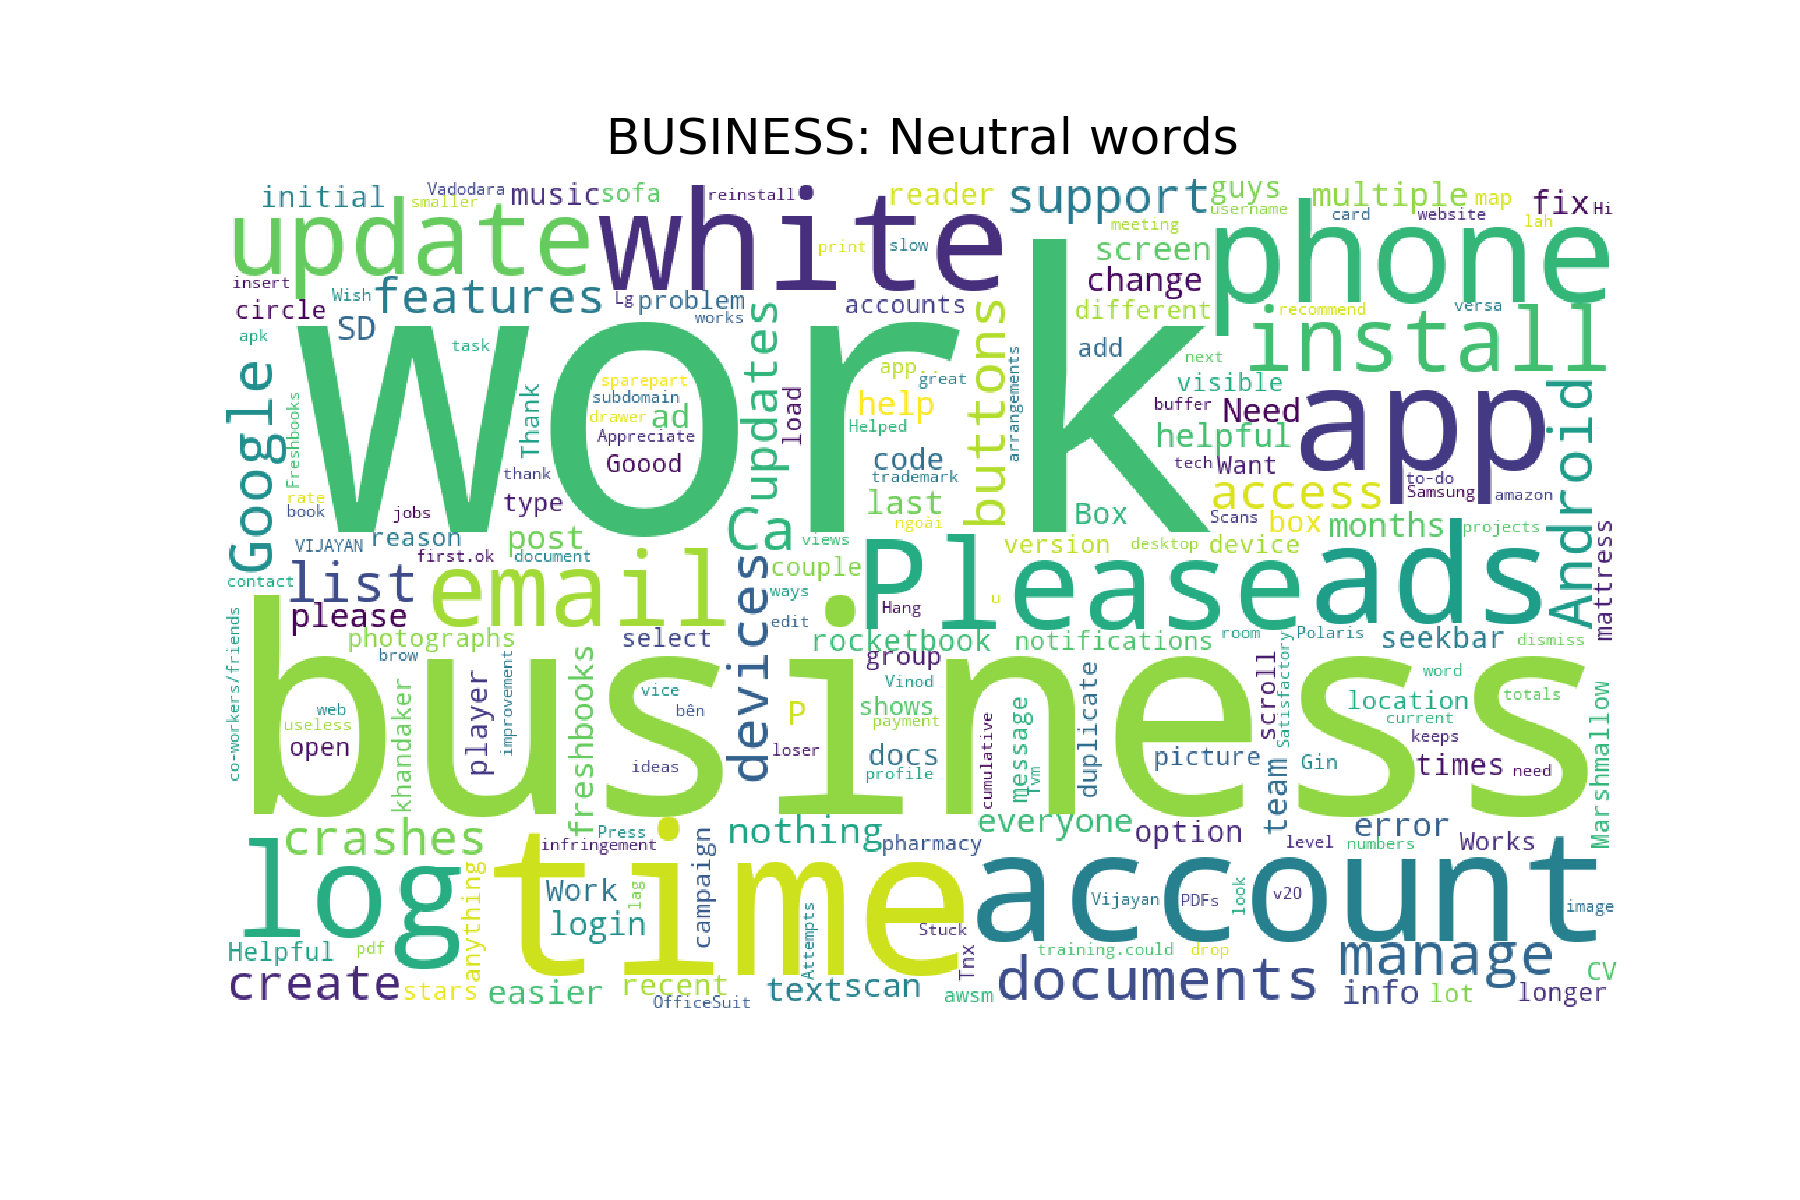 BUSINESS: Neutral words
initial
Vadodara
smaller
music
sofa
reinstall
reader
support
guys
username
multiple
map
card
website
fix
Hi
lah
update
white
print
slow
meeting
screen
phone
insert
circle
Wish
features
Lg
problem
works
accounts
change
different
recommend
versa
SD
apk
task
Google
Freshbooks
work
updates
buttons
arrangements
add
next
install
sparepart
subdomain
drawer
ad
Appreciate
Goood
Thank
thank
load
app..
great
help
Helped
code
trademark
last
ngoài
visible
buffer
Need
helpful
tech
Want
app
Android
access
to-do
Samsung
amazon
rate
book
jobs
type
Box
Scans
box
months
projects
VIJAYAN
reason
first.ok
post
document
Ca
views
version
desktop
device
contact
list
email
devices
couple
Please
ads
mattress
please
ways
edit
Hang
u
photographs
select
rocketbook
notifications
room
Polaris
seekbar
dismiss
co-workers/friends
brow
improvement
freshbooks
group
Vinod
duplicate
scroll
Satisfactory
word
business
web
useless
open
khandaker
player
vice
bên
ideas
P
loser
shows
payment
docs
profile
cumulative
message
Tvm
picture
team
Gin
location
current
keeps
times
totals
need
Marshmallow
crashes
Press
infringement
nothing
pharmacy
everyone
option
level
error
numbers
Works
log
anything
time
Work
lag
login
campaign
Attempts
Stuck
account
Vijayan
PDFs
look
v20
image
Helpful
pdf
Tnx
training.could
drop
manage
CV
create
stars
easier
recent
OfficeSuit
text
scan
awsm
documents
info
lot
longer